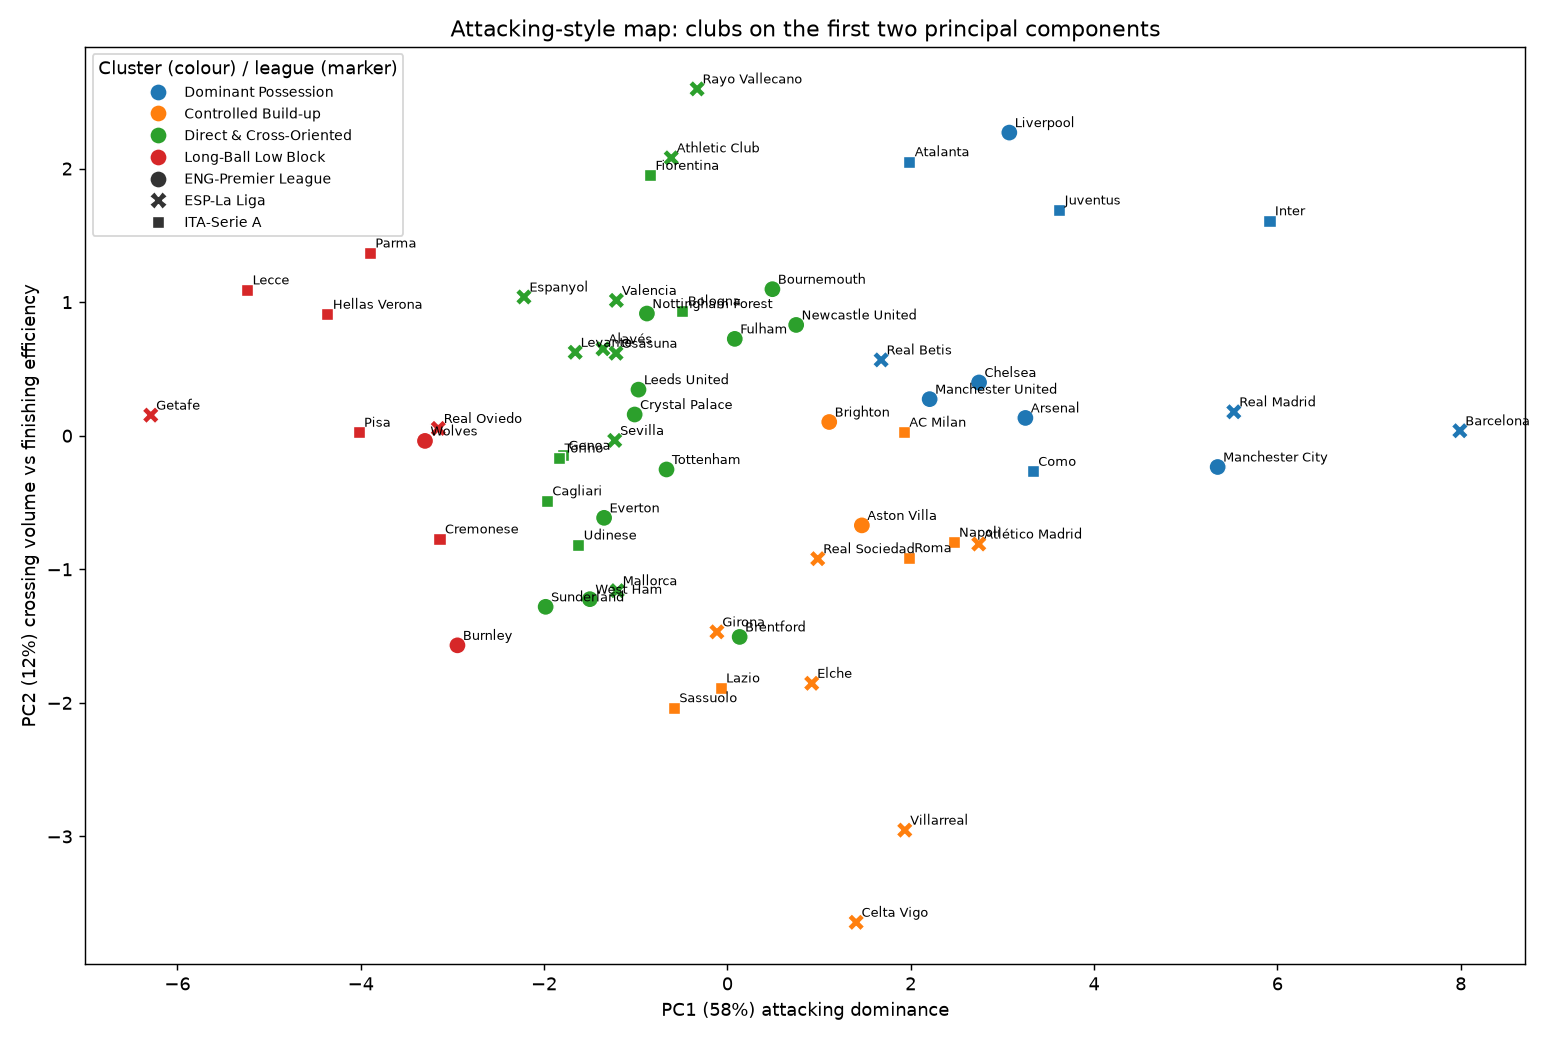 Attacking-style map: clubs on the first two principal components
Cluster (colour) / league (marker)
Dominant Possession
Controlled Build-up
Direct & Cross-Oriented
Long-Ball Low Block
ENG-Premier League
ESP-La Liga
ITA-Serie A
Rayo Vallecano
Liverpool
Athletic Club
Atalanta
Fiorentina
Juventus
Inter
Parma
Lecce
Hellas Verona
Espanyol
Valencia
Bologna
Nottingham Forest
Bournemouth
Newcastle United
Fulham
Levante
Alavés
Osasuna
Real Betis
Leeds United
Chelsea
Manchester United
Crystal Palace
Arsenal
Getafe
Real Madrid
Barcelona
Pisa
Real Oviedo
Wolves
Brighton
AC Milan
Sevilla
Genoa
Torino
Tottenham
Como
Manchester City
Cagliari
Everton
Aston Villa
Cremonese
Udinese
Napoli
Atlético Madrid
Real Sociedad
Roma
Mallorca
West Ham
Sunderland
Girona
Brentford
Burnley
Lazio
Elche
Sassuolo
Villarreal
Celta Vigo
2
1
0
−1
−2
−3
−6
−4
−2
0
2
4
6
8
PC1 (58%) attacking dominance
PC2 (12%) crossing volume vs finishing efficiency